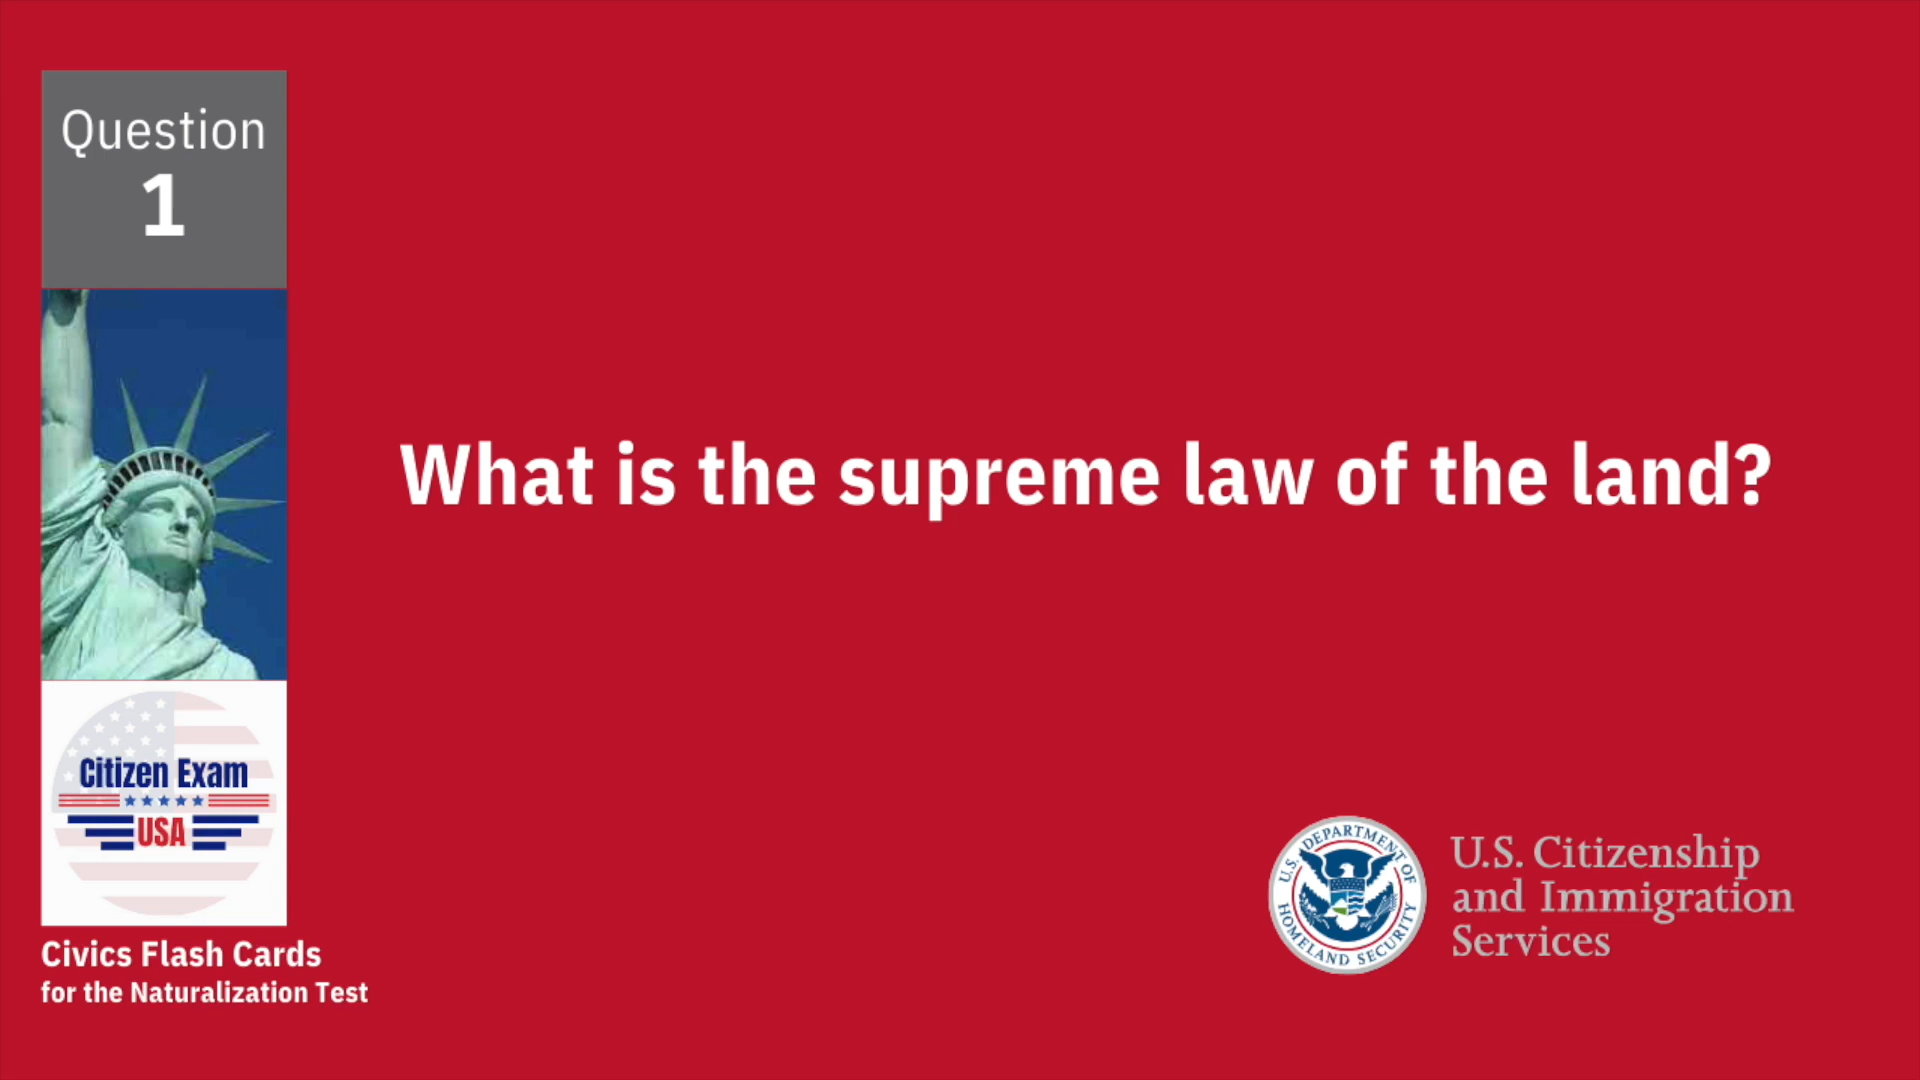 Question
1
What is the supreme law of the land?
Citizen Exam
USA
Civics Flash Cards
for the Naturalization Test
U.S. DEPARTMENT OF
HOMELAND SECURITY
U.S. Citizenship
and Immigration
Services